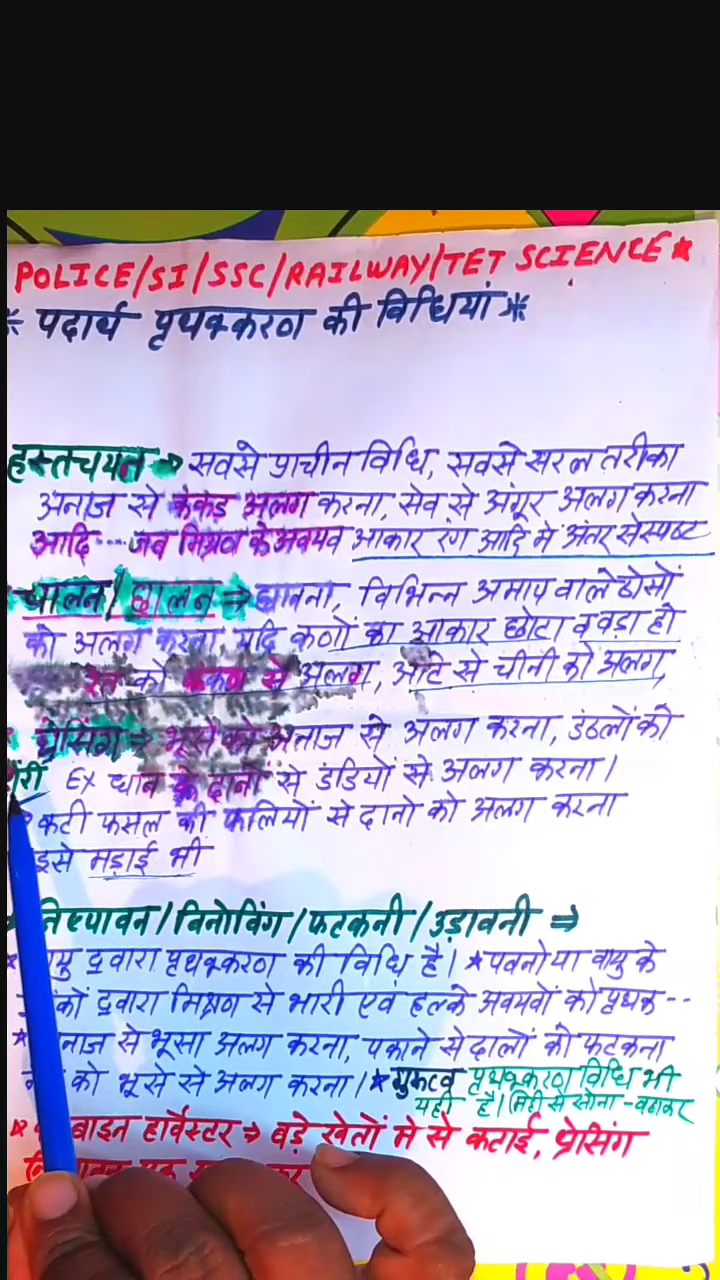 POLICE/SI/SSC/RAILWAY/TET SCIENCE ★
* पदार्थ पृथक्करण की विधियां *
हस्तचयन → सबसे प्राचीन विधि, सबसे सरल तरीका
अनाज से कंकड़ अलग करना, सेव से अंगूर अलग करना
आदि --- जब मिश्रण के अवयव आकार रंग आदि में अंतर से स्पष्ट
चालन / छालन ⇒ छानना, विभिन्न अमाप वाले ठोसों
को अलग करना, यदि कणों का आकार छोटा व बड़ा हो
रेत को कंकण से अलग, आटे से चीनी को अलग,
थ्रेसिंग → भूसे को अनाज से अलग करना, डंठलों को
Ex धान के दानों से डंडियों से अलग करना।
कटी फसल की फलियों से दानो को अलग करना
इसे मड़ाई भी
निष्पावन/विनोविंग/फटकनी/उड़ावनी ⇒
द्वारा पृथक्करण की विधि है। ★पवनो या वायु के
द्वारा मिश्रण से भारी एवं हल्के अवयवों को पृथक --
★ से भूसा अलग करना, पकाने से दालों को फटकना
को भूसे से अलग करना। ★ पृथक्करण विधि भी
यही है। मिट्टी से सोना - बहाकर
★ हार्वेस्टर ⇒ बड़े खेतों मे से कटाई, थ्रेसिंग